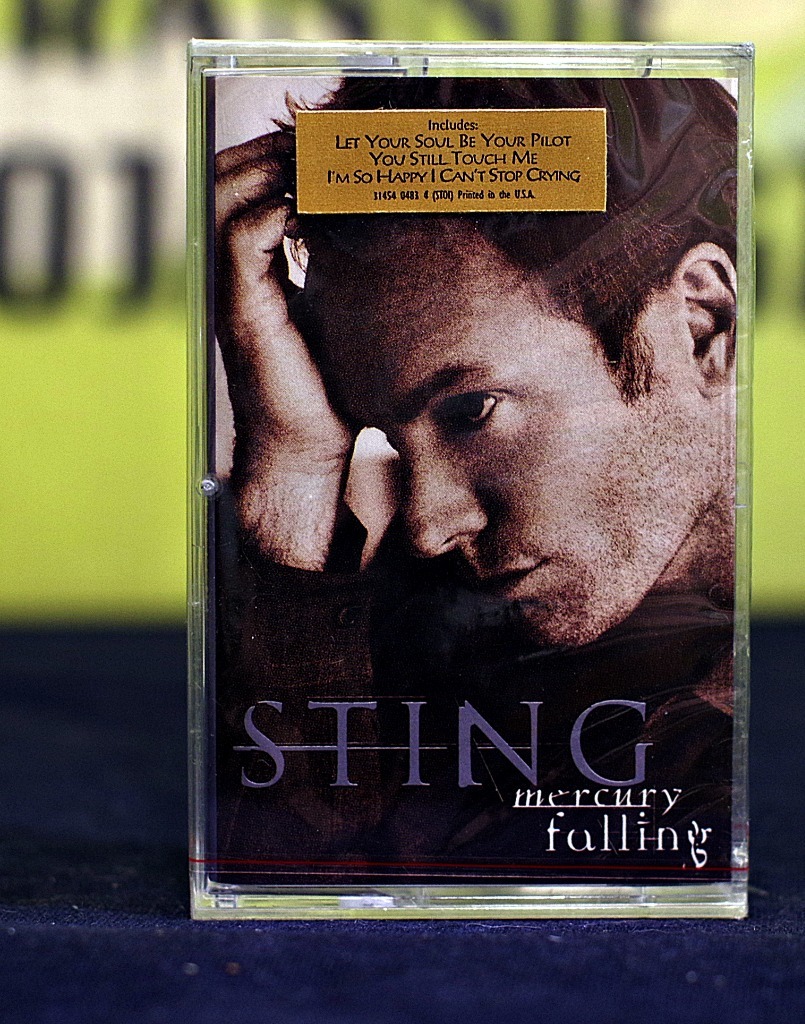 Includes:
LET YOUR SOUL BE YOUR PILOT
YOU STILL TOUCH ME
I'M SO HAPPY I CAN'T STOP CRYING
31454 0483 4 (STO1) Printed in the U.S.A.
STING
mercury
falling